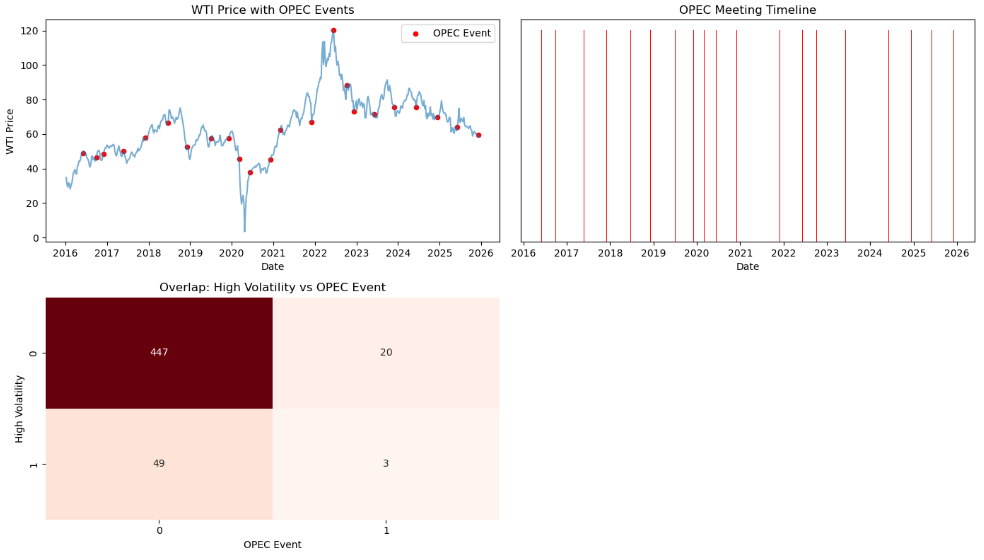 WTI Price with OPEC Events
OPEC Event
WTI Price
120
100
80
60
40
20
0
2016 2017 2018 2019 2020 2021 2022 2023 2024 2025 2026
Date
OPEC Meeting Timeline
2016 2017 2018 2019 2020 2021 2022 2023 2024 2025 2026
Date
Overlap: High Volatility vs OPEC Event
High Volatility
0
447 20
1
49 3
0 1
OPEC Event